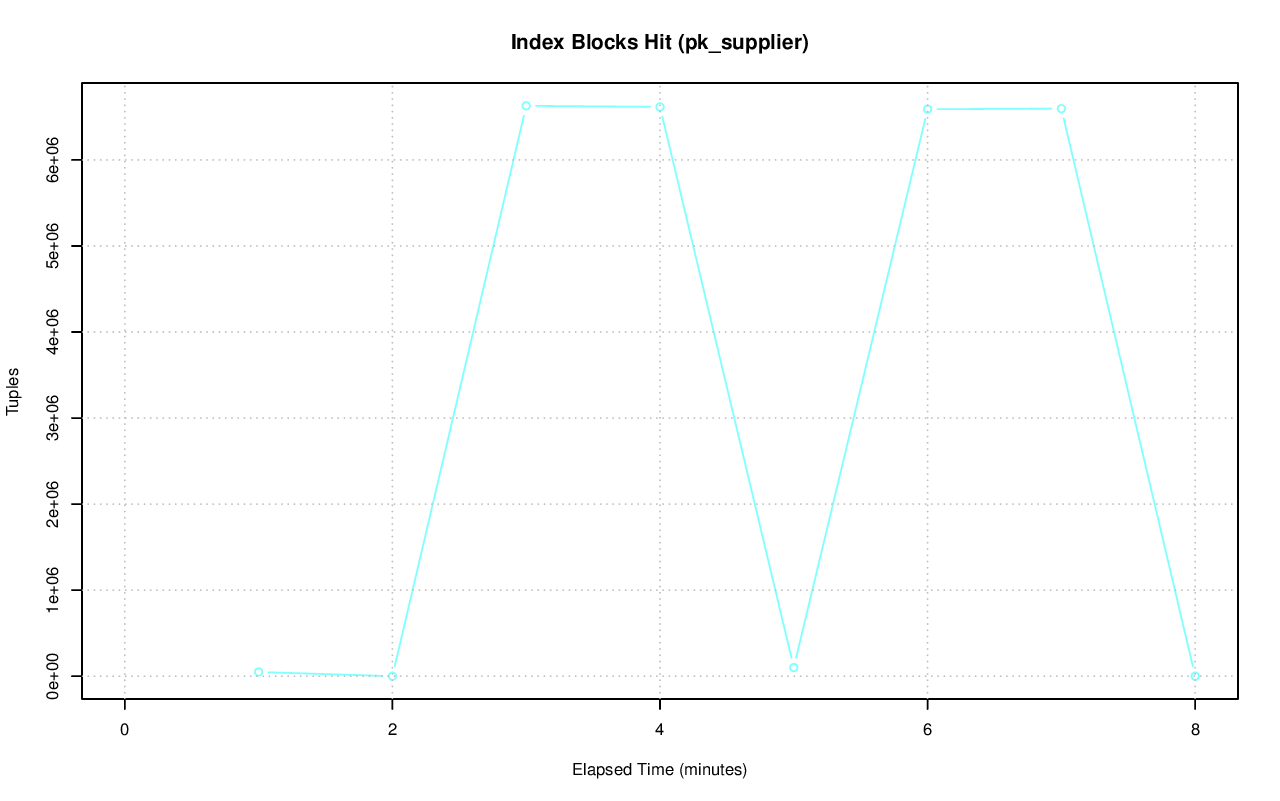 Index Blocks Hit (pk_supplier)
Tuples
6e+06
5e+06
4e+06
3e+06
2e+06
1e+06
0e+00
0 2 4 6 8
Elapsed Time (minutes)